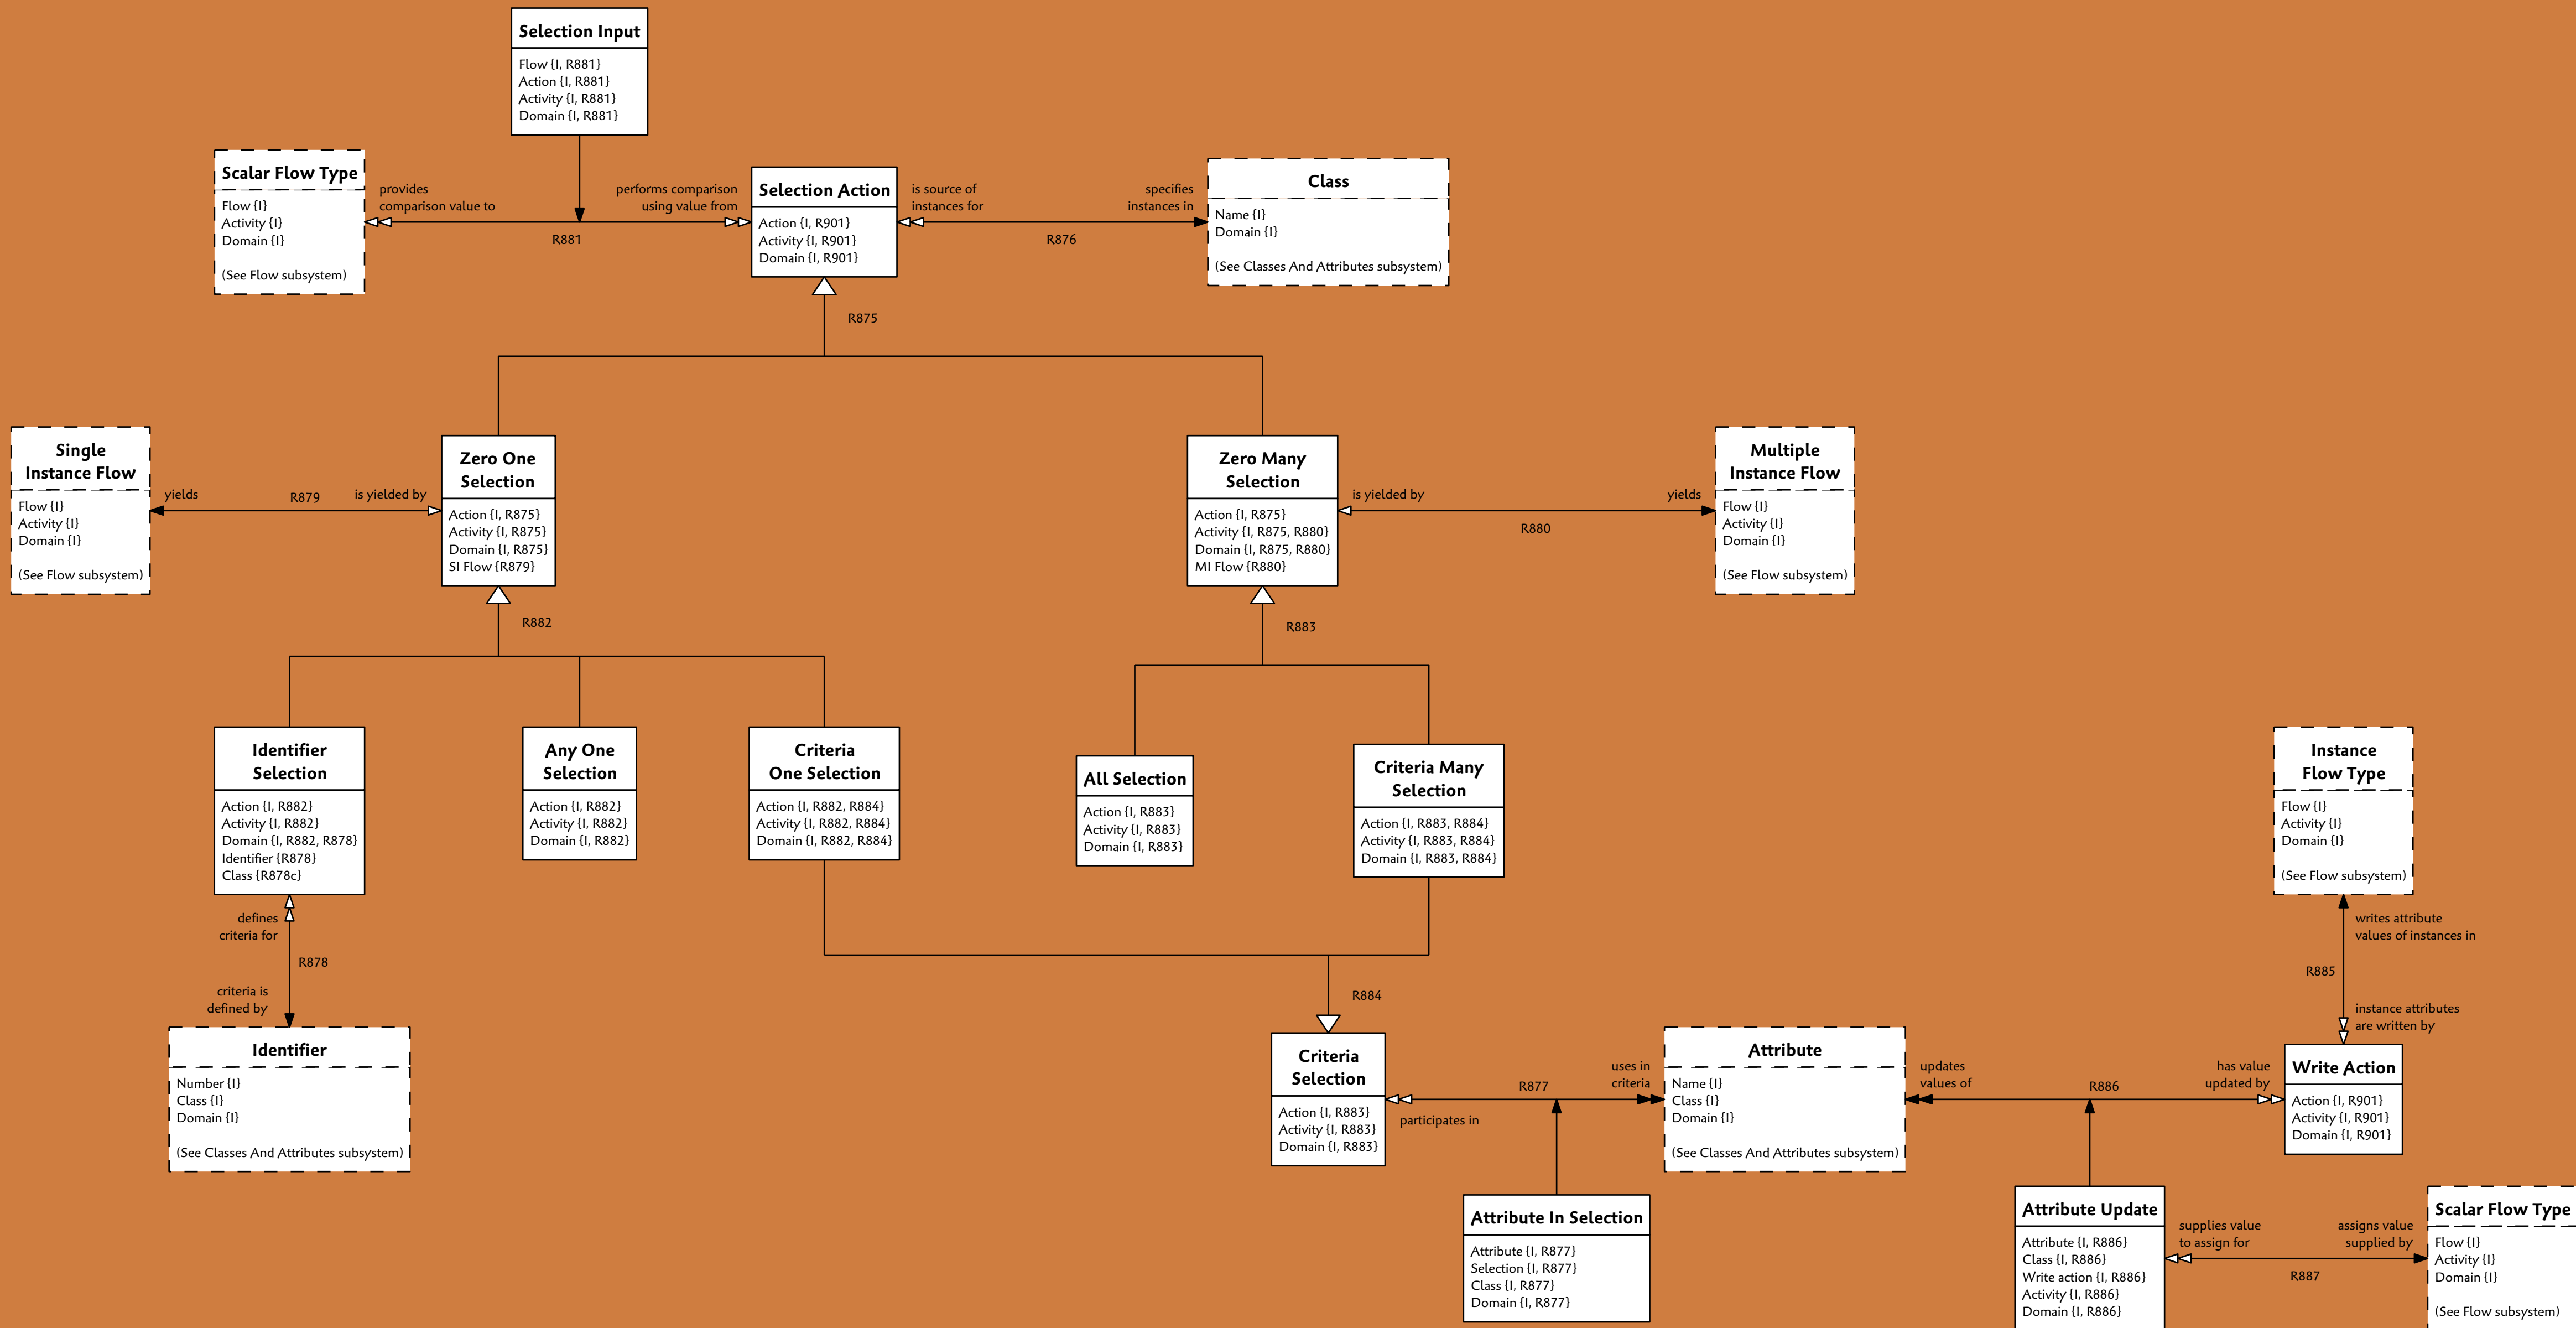 Selection Input
Flow {I, R881}
Action {I, R881}
Activity {I, R881}
Domain {I, R881}
Scalar Flow Type
Flow {I}
Activity {I}
Domain {I}
(See Flow subsystem)
provides
comparison value to
R881
performs comparison
using value from
Selection Action
Action {I, R901}
Activity {I, R901}
Domain {I, R901}
is source of
instances for
R876
specifies
instances in
Class
Name {I}
Domain {I}
(See Classes And Attributes subsystem)
R875
Single
Instance Flow
Flow {I}
Activity {I}
Domain {I}
(See Flow subsystem)
yields
R879
is yielded by
Zero One
Selection
Action {I, R875}
Activity {I, R875}
Domain {I, R875}
SI Flow {R879}
Zero Many
Selection
Action {I, R875}
Activity {I, R875, R880}
Domain {I, R875, R880}
MI Flow {R880}
is yielded by
R880
yields
Multiple
Instance Flow
Flow {I}
Activity {I}
Domain {I}
(See Flow subsystem)
R882
R883
Identifier
Selection
Action {I, R882}
Activity {I, R882}
Domain {I, R882, R878}
Identifier {R878}
Class {R878c}
Any One
Selection
Action {I, R882}
Activity {I, R882}
Domain {I, R882}
Criteria
One Selection
Action {I, R882, R884}
Activity {I, R882, R884}
Domain {I, R882, R884}
All Selection
Action {I, R883}
Activity {I, R883}
Domain {I, R883}
Criteria Many
Selection
Action {I, R883, R884}
Activity {I, R883, R884}
Domain {I, R883, R884}
Instance
Flow Type
Flow {I}
Activity {I}
Domain {I}
(See Flow subsystem)
defines
criteria for
R878
criteria is
defined by
writes attribute
values of instances in
R885
instance attributes
are written by
R884
Identifier
Number {I}
Class {I}
Domain {I}
(See Classes And Attributes subsystem)
Criteria
Selection
Action {I, R883}
Activity {I, R883}
Domain {I, R883}
participates in
R877
uses in
criteria
Attribute
Name {I}
Class {I}
Domain {I}
(See Classes And Attributes subsystem)
updates
values of
R886
has value
updated by
Write Action
Action {I, R901}
Activity {I, R901}
Domain {I, R901}
Attribute In Selection
Attribute {I, R877}
Selection {I, R877}
Class {I, R877}
Domain {I, R877}
Attribute Update
Attribute {I, R886}
Class {I, R886}
Write action {I, R886}
Activity {I, R886}
Domain {I, R886}
supplies value
to assign for
R887
assigns value
supplied by
Scalar Flow Type
Flow {I}
Activity {I}
Domain {I}
(See Flow subsystem)